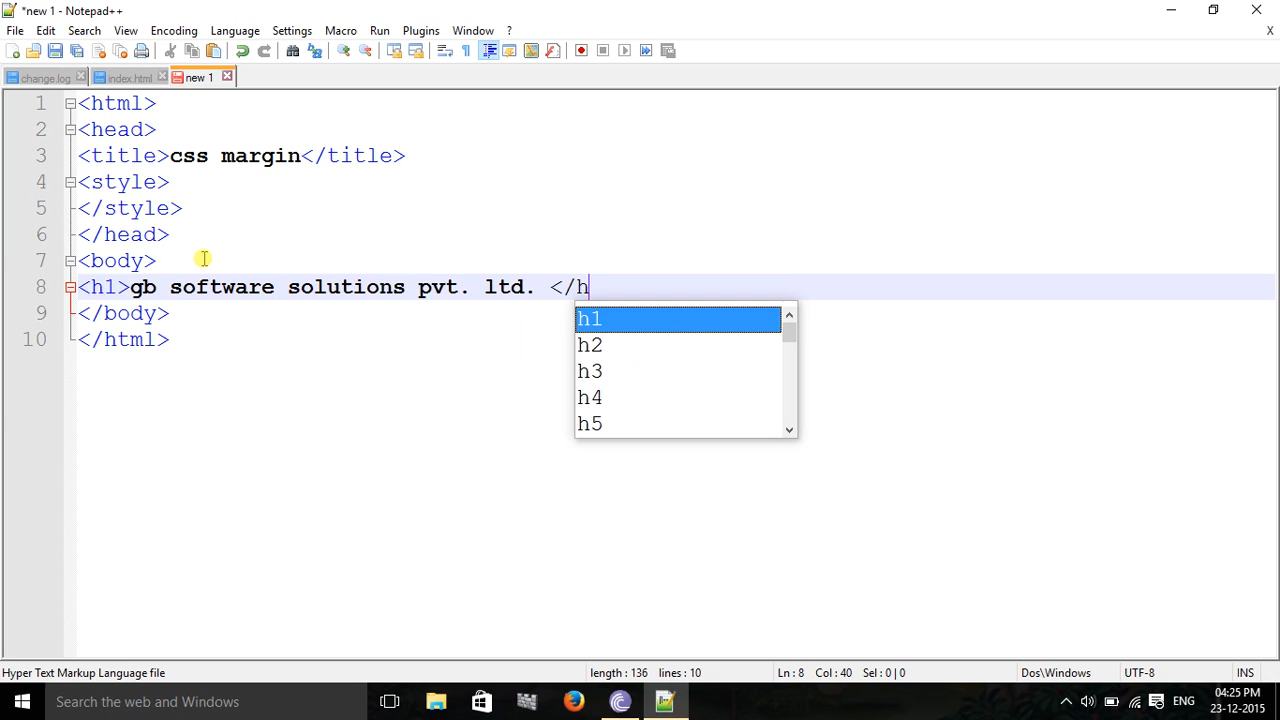 *new 1 - Notepad++
File Edit Search View Encoding Language Settings Macro Run Plugins Window ? X
change.log index.html new 1
1 <html>
2 <head>
3 <title>css margin</title>
4 <style>
5 </style>
6 </head>
7 <body>
8 <h1>gb software solutions pvt. ltd. </h
9 </body>
10 </html>
h1
h2
h3
h4
h5
Hyper Text Markup Language file length : 136 lines : 10 Ln : 8 Col : 40 Sel : 0 | 0 Dos\Windows UTF-8 INS
Search the web and Windows ENG 04:25 PM
23-12-2015